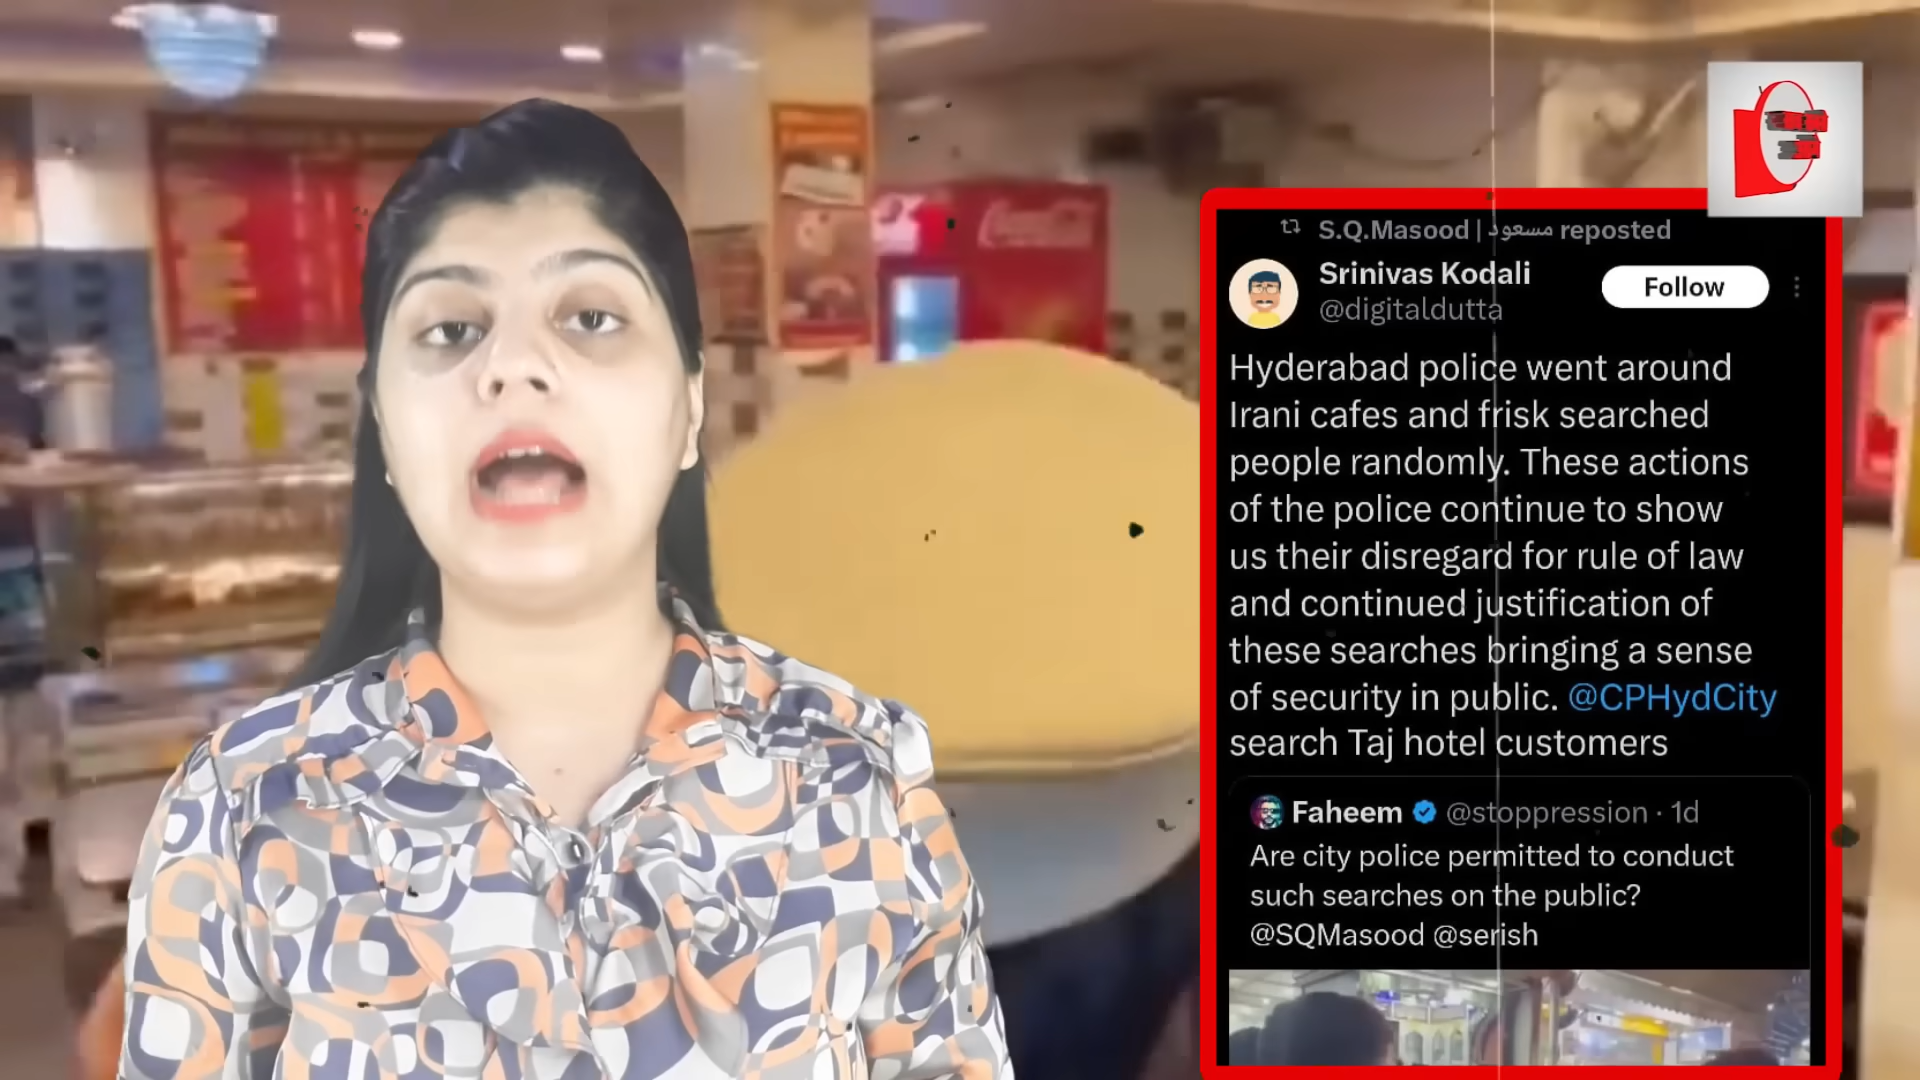 Coca-Cola
S.Q.Masood | مسعود reposted
Srinivas Kodali
@digitaldutta
Follow
Hyderabad police went around
Irani cafes and frisk searched
people randomly. These actions
of the police continue to show
us their disregard for rule of law
and continued justification of
these searches bringing a sense
of security in public. @CPHydCity
search Taj hotel customers
Faheem @stoppression · 1d
Are city police permitted to conduct
such searches on the public?
@SQMasood @serish